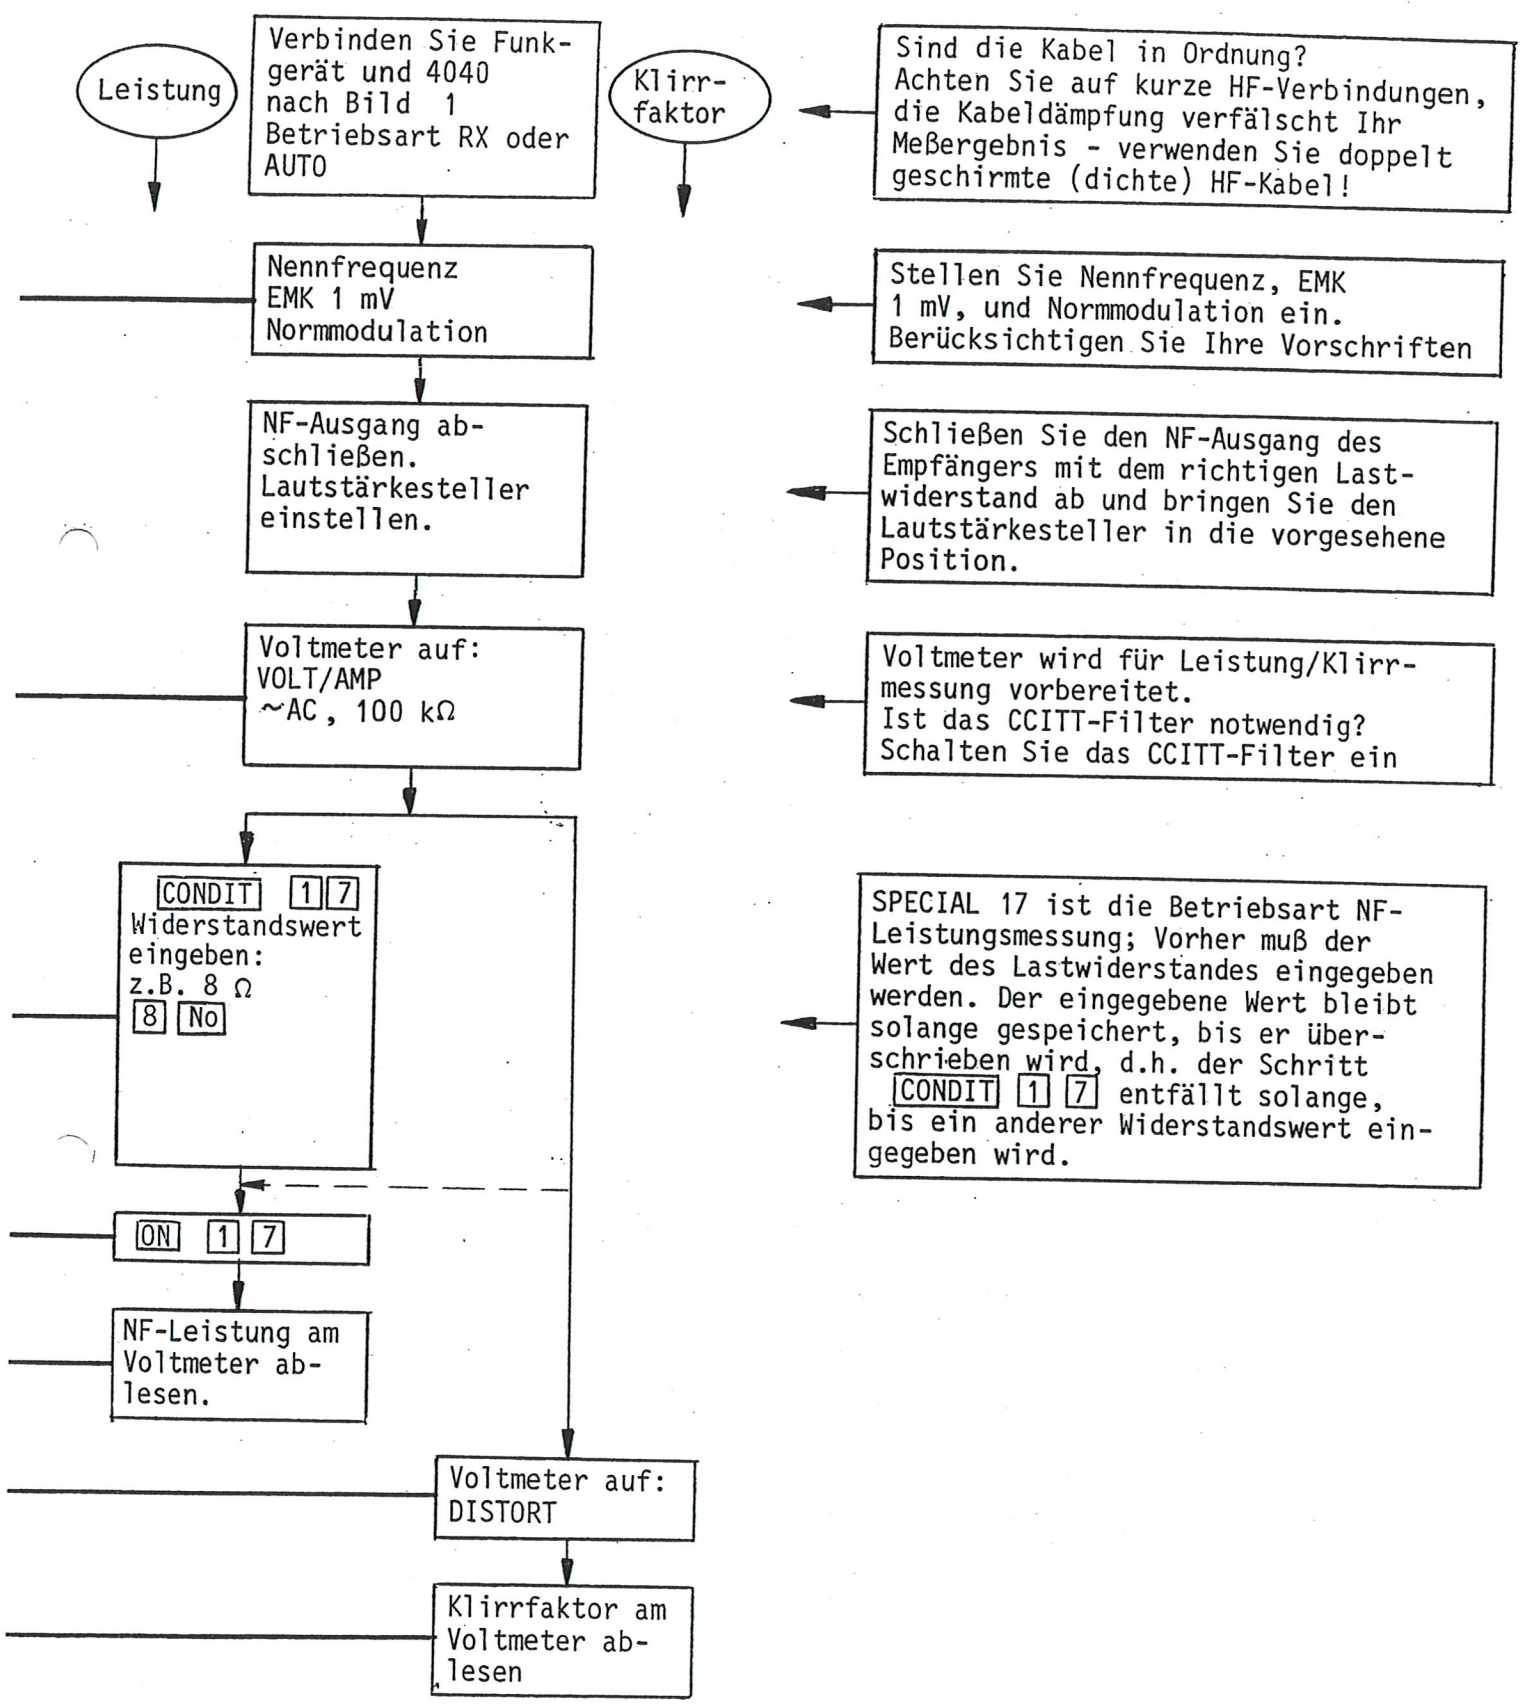 Leistung
Verbinden Sie Funk-
gerät und 4040
nach Bild 1
Betriebsart RX oder
AUTO
Klirr-
faktor
Sind die Kabel in Ordnung?
Achten Sie auf kurze HF-Verbindungen,
die Kabeldämpfung verfälscht Ihr
Meßergebnis - verwenden Sie doppelt
geschirmte (dichte) HF-Kabel!
Nennfrequenz
EMK 1 mV
Normmodulation
Stellen Sie Nennfrequenz, EMK
1 mV, und Normmodulation ein.
Berücksichtigen Sie Ihre Vorschriften
NF-Ausgang ab-
schließen.
Lautstärkesteller
einstellen.
Schließen Sie den NF-Ausgang des
Empfängers mit dem richtigen Last-
widerstand ab und bringen Sie den
Lautstärkesteller in die vorgesehene
Position.
Voltmeter auf:
VOLT/AMP
~AC, 100 kΩ
Voltmeter wird für Leistung/Klirr-
messung vorbereitet.
Ist das CCITT-Filter notwendig?
Schalten Sie das CCITT-Filter ein
CONDIT 1 7
Widerstandswert
eingeben:
z.B. 8 Ω
8 No
SPECIAL 17 ist die Betriebsart NF-
Leistungsmessung; Vorher muß der
Wert des Lastwiderstandes eingegeben
werden. Der eingegebene Wert bleibt
solange gespeichert, bis er über-
schrieben wird, d.h. der Schritt
CONDIT 1 7 entfällt solange,
bis ein anderer Widerstandswert ein-
gegeben wird.
ON 1 7
NF-Leistung am
Voltmeter ab-
lesen.
Voltmeter auf:
DISTORT
Klirrfaktor am
Voltmeter ab-
lesen